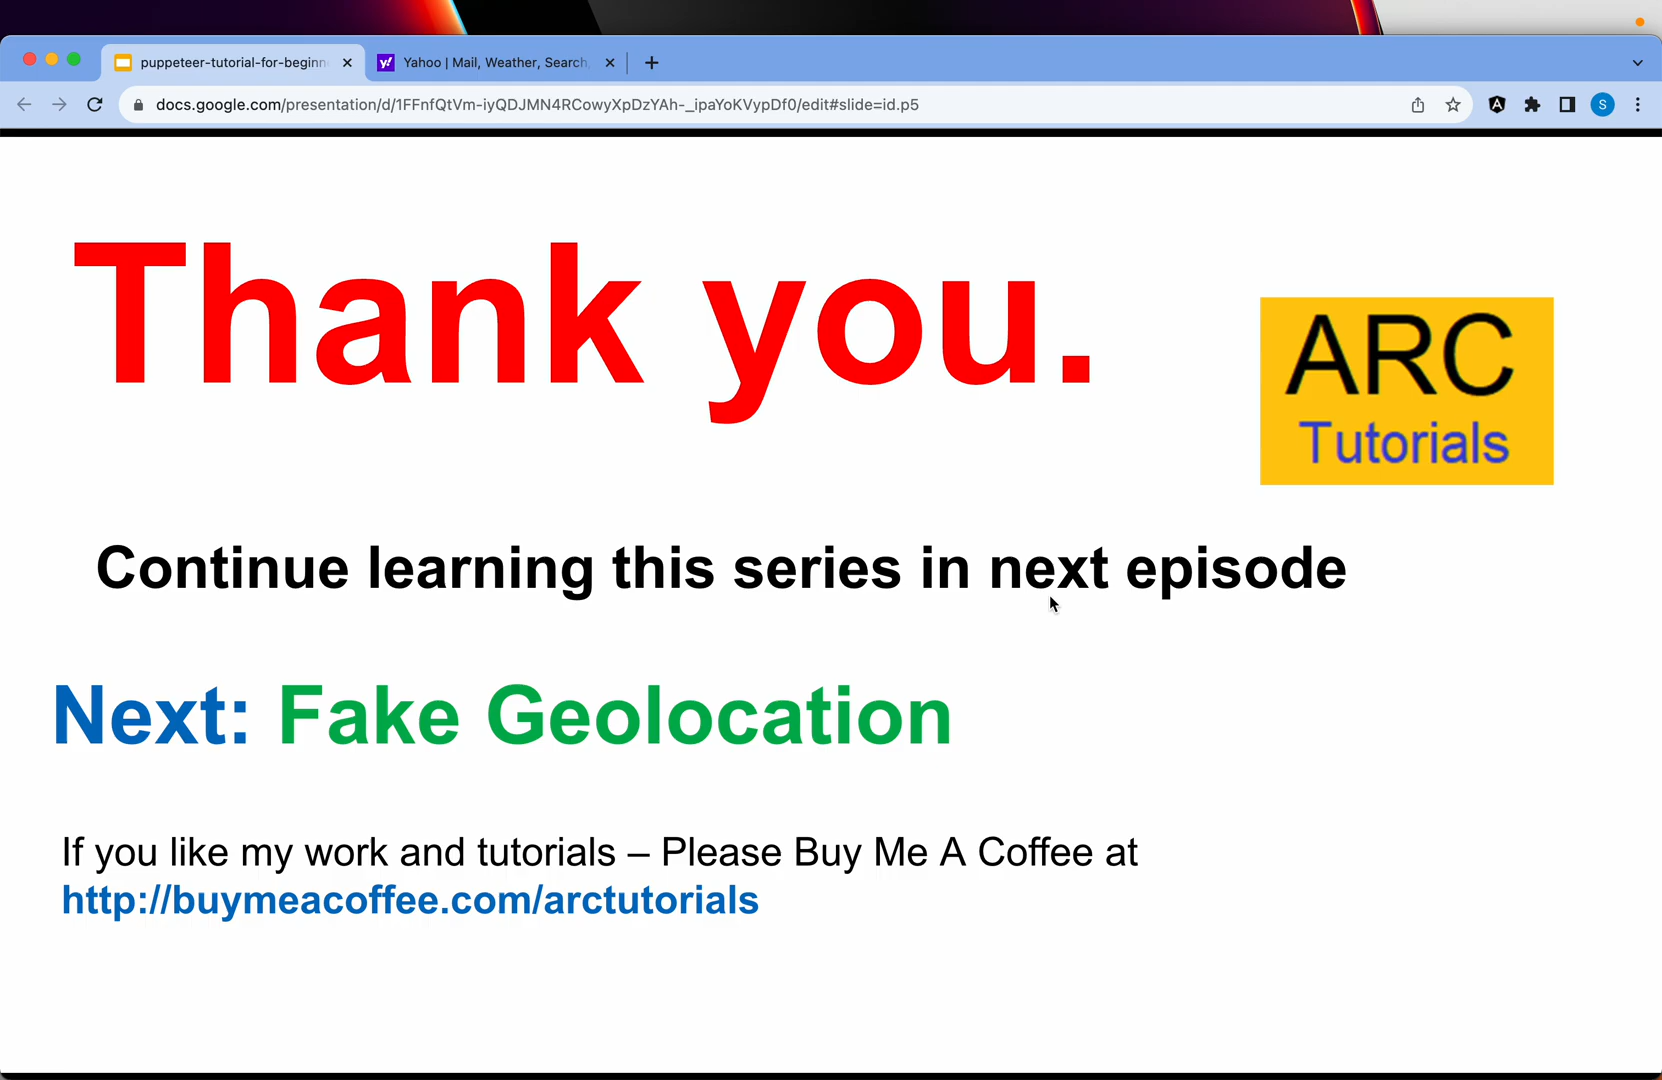 puppeteer-tutorial-for-beginn
Yahoo | Mail, Weather, Search,
docs.google.com/presentation/d/1FFnfQtVm-iyQDJMN4RCowyXpDzYAh-_ipaYoKVypDf0/edit#slide=id.p5
S
Thank you.
ARC
Tutorials
Continue learning this series in next episode
Next: Fake Geolocation
If you like my work and tutorials – Please Buy Me A Coffee at
http://buymeacoffee.com/arctutorials